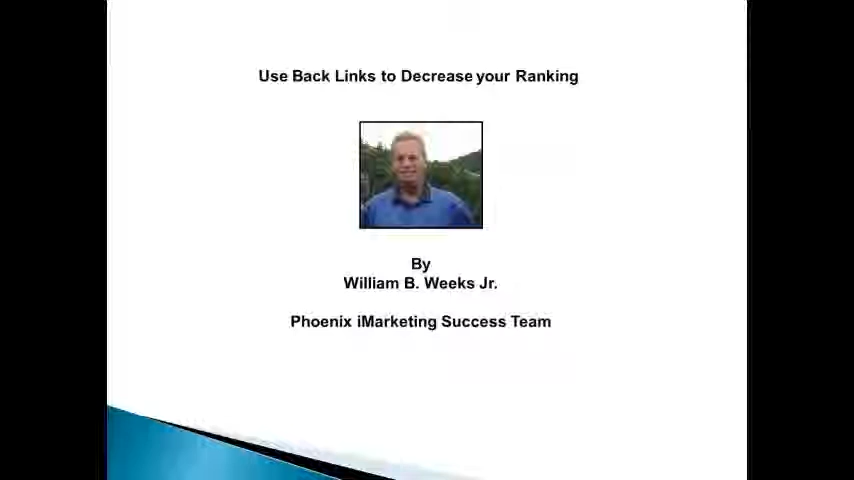 Use Back Links to Decrease your Ranking
By
William B. Weeks Jr.
Phoenix iMarketing Success Team